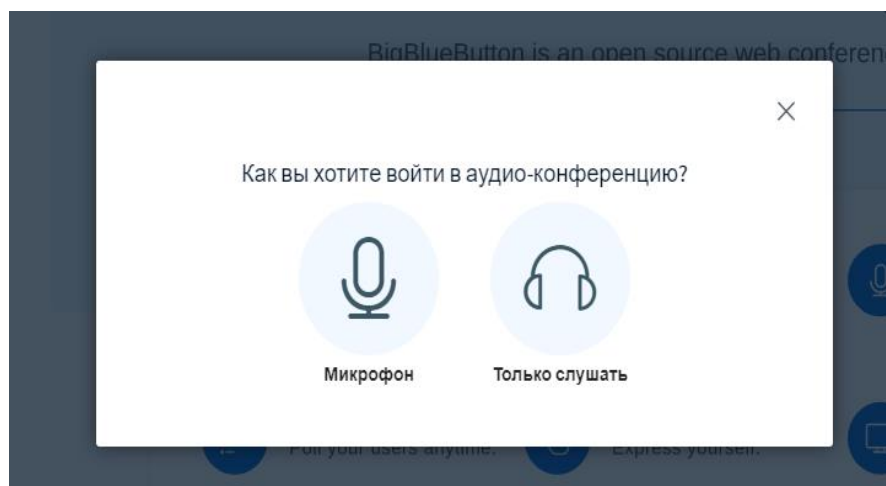 BigBlueButton is an open source web conferen
Как вы хотите войти в аудио-конференцию?
Микрофон Только слушать
Poll your users anytime. Express yourself.